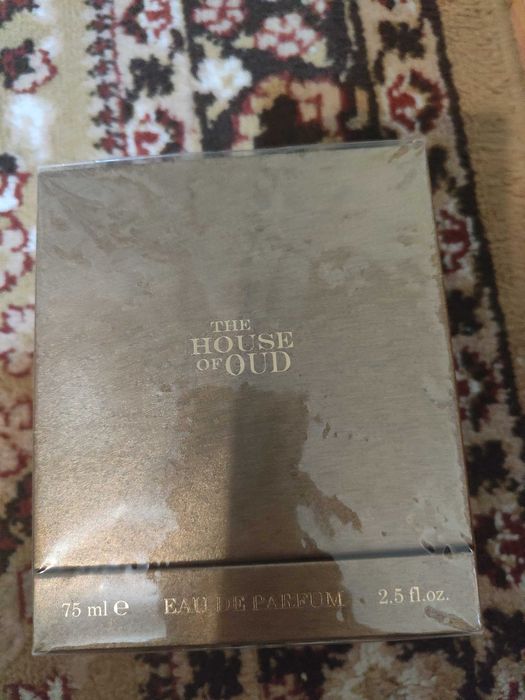 THE
HOUSE
OF OUD
75 ml e EAU DE PARFUM 2.5 fl.oz.